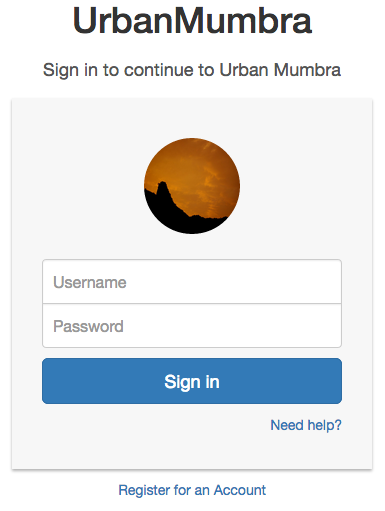 UrbanMumbra
Sign in to continue to Urban Mumbra
Username
Password
Sign in
Need help?
Register for an Account